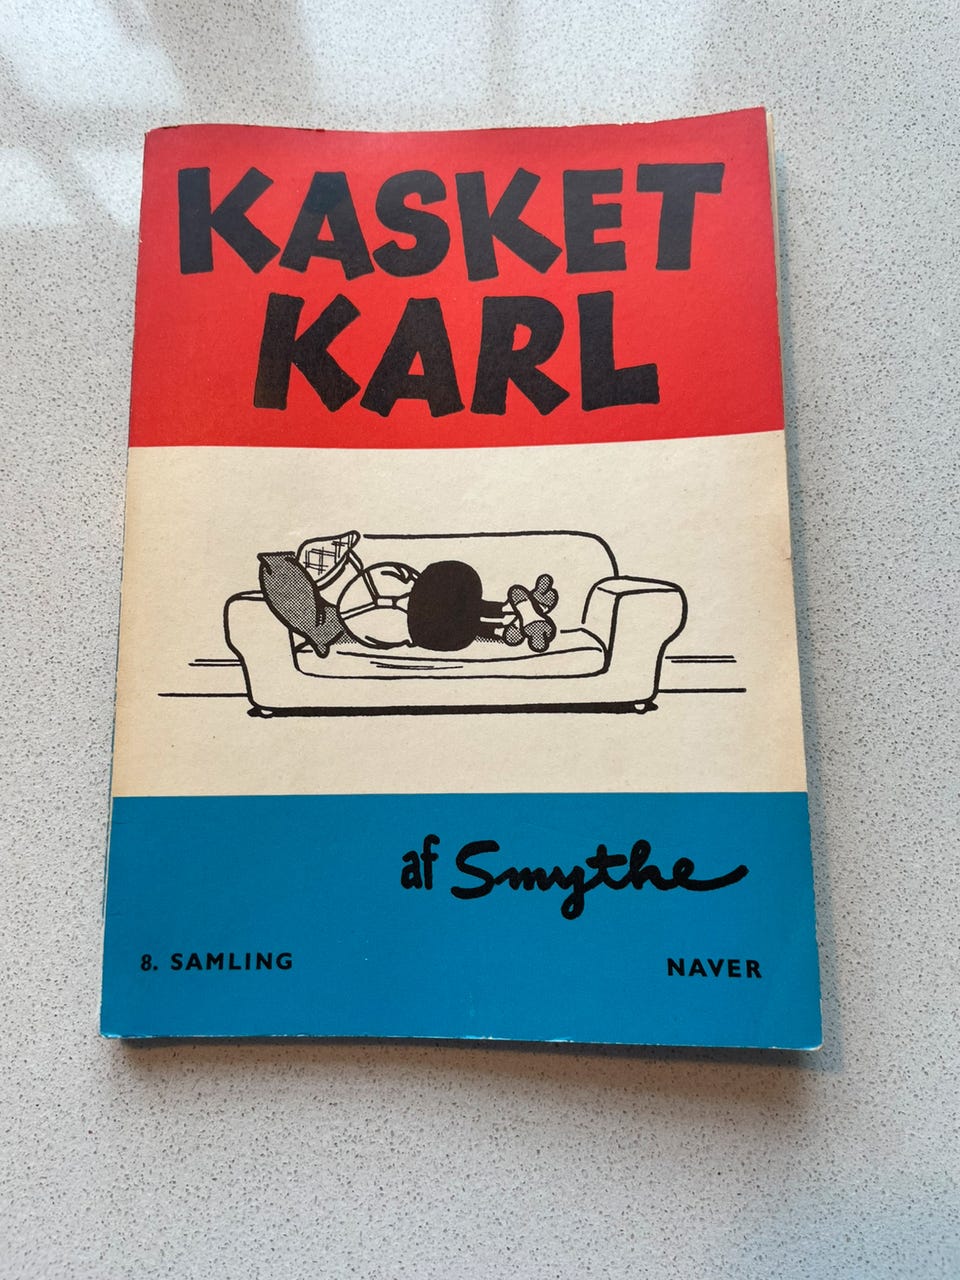 KASKET
KARL
af Smythe
8. SAMLING
NAVER